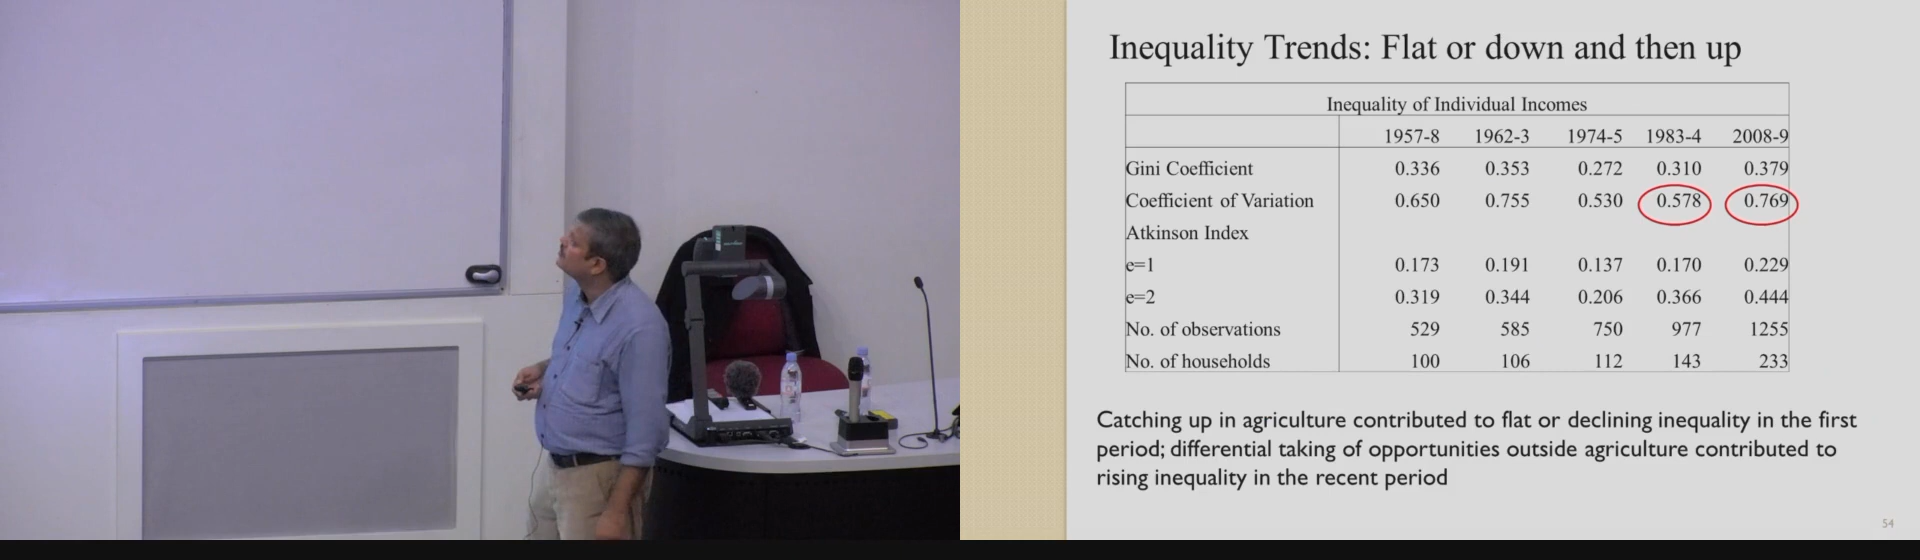 Inequality Trends: Flat or down and then up
Inequality of Individual Incomes
1957-8 1962-3 1974-5 1983-4 2008-9
Gini Coefficient 0.336 0.353 0.272 0.310 0.379
Coefficient of Variation 0.650 0.755 0.530 0.578 0.769
Atkinson Index
e=1 0.173 0.191 0.137 0.170 0.229
e=2 0.319 0.344 0.206 0.366 0.444
No. of observations 529 585 750 977 1255
No. of households 100 106 112 143 233
Catching up in agriculture contributed to flat or declining inequality in the first
period; differential taking of opportunities outside agriculture contributed to
rising inequality in the recent period
54